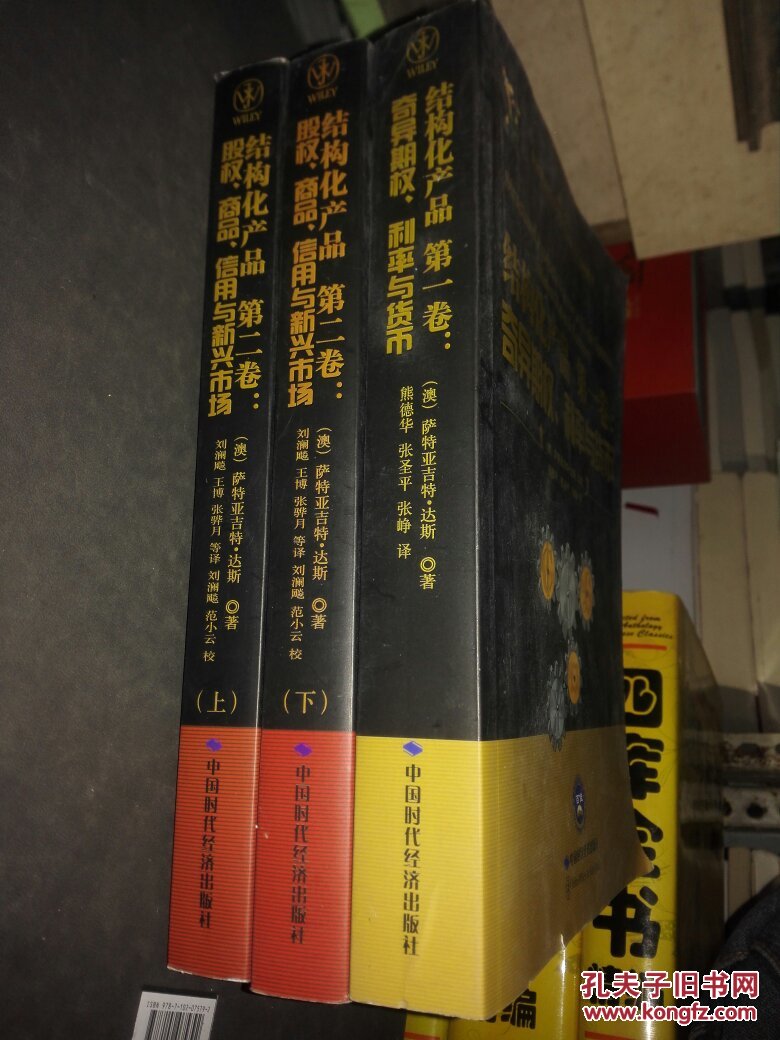 WILEY
结构化产品 第二卷：
股权、商品、信用与新兴市场
（澳）萨特亚吉特·达斯 ◎著
刘澜飚 王博 张骅月 等译 刘澜飚 范小云 校
（上）
中国时代经济出版社
WILEY
结构化产品 第二卷：
股权、商品、信用与新兴市场
（澳）萨特亚吉特·达斯 ◎著
刘澜飚 王博 张骅月 等译 刘澜飚 范小云 校
（下）
中国时代经济出版社
WILEY
结构化产品 第一卷：
奇异期权、利率与货币
（澳）萨特亚吉特·达斯 ◎著
熊德华 张圣平 张峥 译
中国时代经济出版社
四库全书
编
孔夫子旧书网
www.kongfz.com